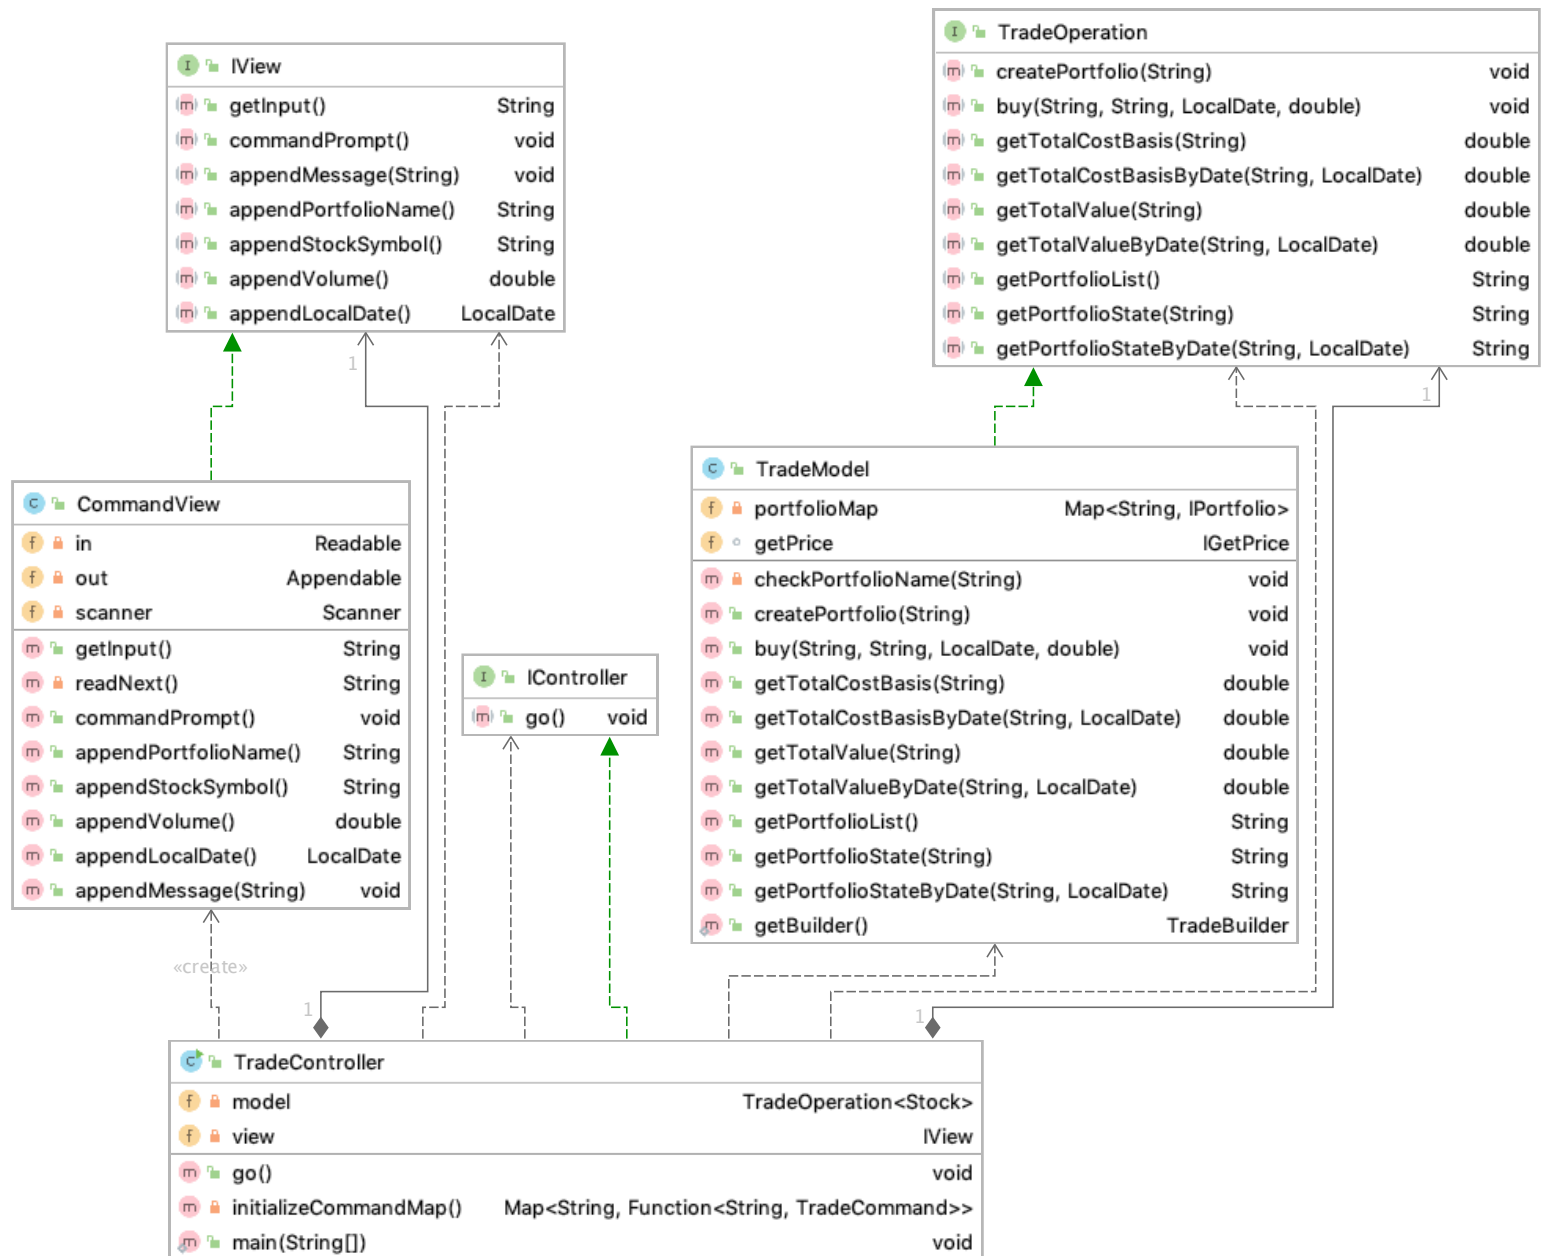 IView
getInput() String
commandPrompt() void
appendMessage(String) void
appendPortfolioName() String
appendStockSymbol() String
appendVolume() double
appendLocalDate() LocalDate
TradeOperation
createPortfolio(String) void
buy(String, String, LocalDate, double) void
getTotalCostBasis(String) double
getTotalCostBasisByDate(String, LocalDate) double
getTotalValue(String) double
getTotalValueByDate(String, LocalDate) double
getPortfolioList() String
getPortfolioState(String) String
getPortfolioStateByDate(String, LocalDate) String
1
1
CommandView
in Readable
out Appendable
scanner Scanner
getInput() String
readNext() String
commandPrompt() void
appendPortfolioName() String
appendStockSymbol() String
appendVolume() double
appendLocalDate() LocalDate
appendMessage(String) void
IController
go() void
TradeModel
portfolioMap Map<String, IPortfolio>
getPrice IGetPrice
checkPortfolioName(String) void
createPortfolio(String) void
buy(String, String, LocalDate, double) void
getTotalCostBasis(String) double
getTotalCostBasisByDate(String, LocalDate) double
getTotalValue(String) double
getTotalValueByDate(String, LocalDate) double
getPortfolioList() String
getPortfolioState(String) String
getPortfolioStateByDate(String, LocalDate) String
getBuilder() TradeBuilder
«create»
1
1
TradeController
model TradeOperation<Stock>
view IView
go() void
initializeCommandMap() Map<String, Function<String, TradeCommand>>
main(String[]) void